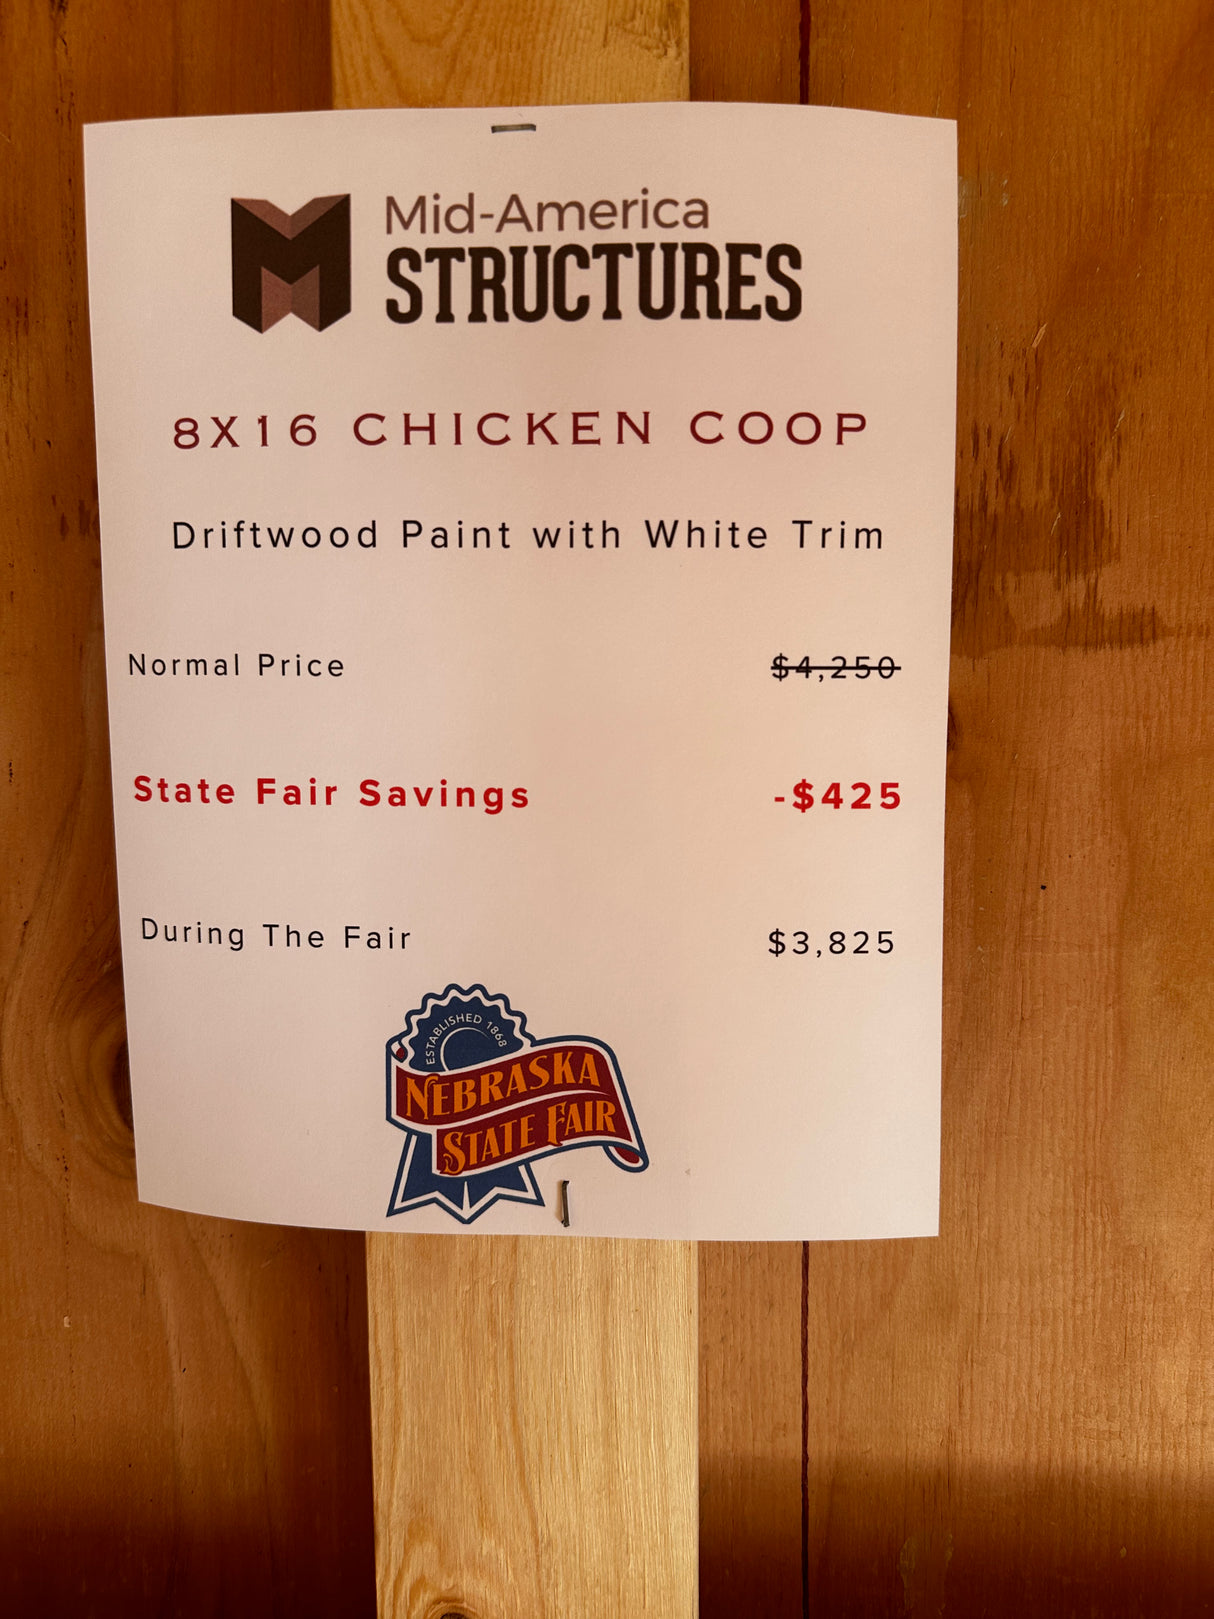 Mid-America
STRUCTURES
8X16 CHICKEN COOP
Driftwood Paint with White Trim
Normal Price $4,250
State Fair Savings -$425
During The Fair $3,825
ESTABLISHED 1868
NEBRASKA
STATE FAIR